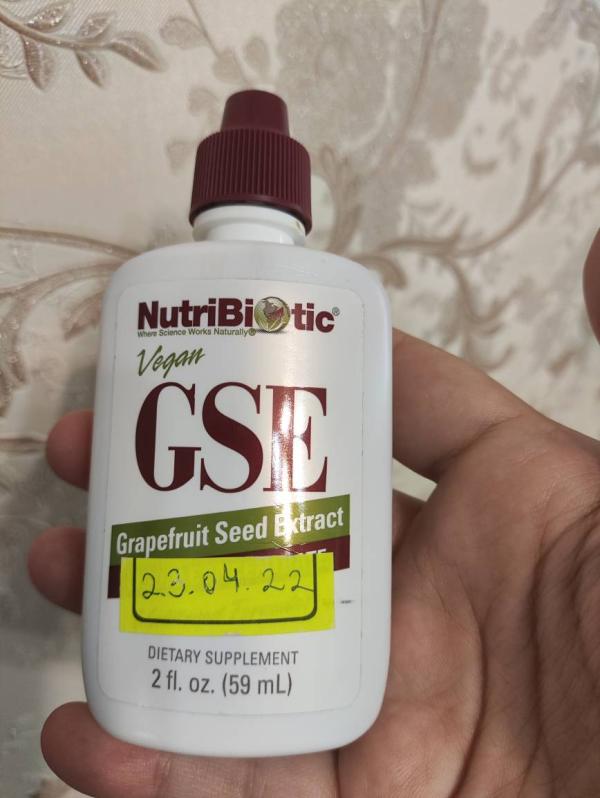 NutriBiotic®
Where Science Works Naturally®
Vegan
GSE
Grapefruit Seed Extract
23.04.22
DIETARY SUPPLEMENT
2 fl. oz. (59 mL)